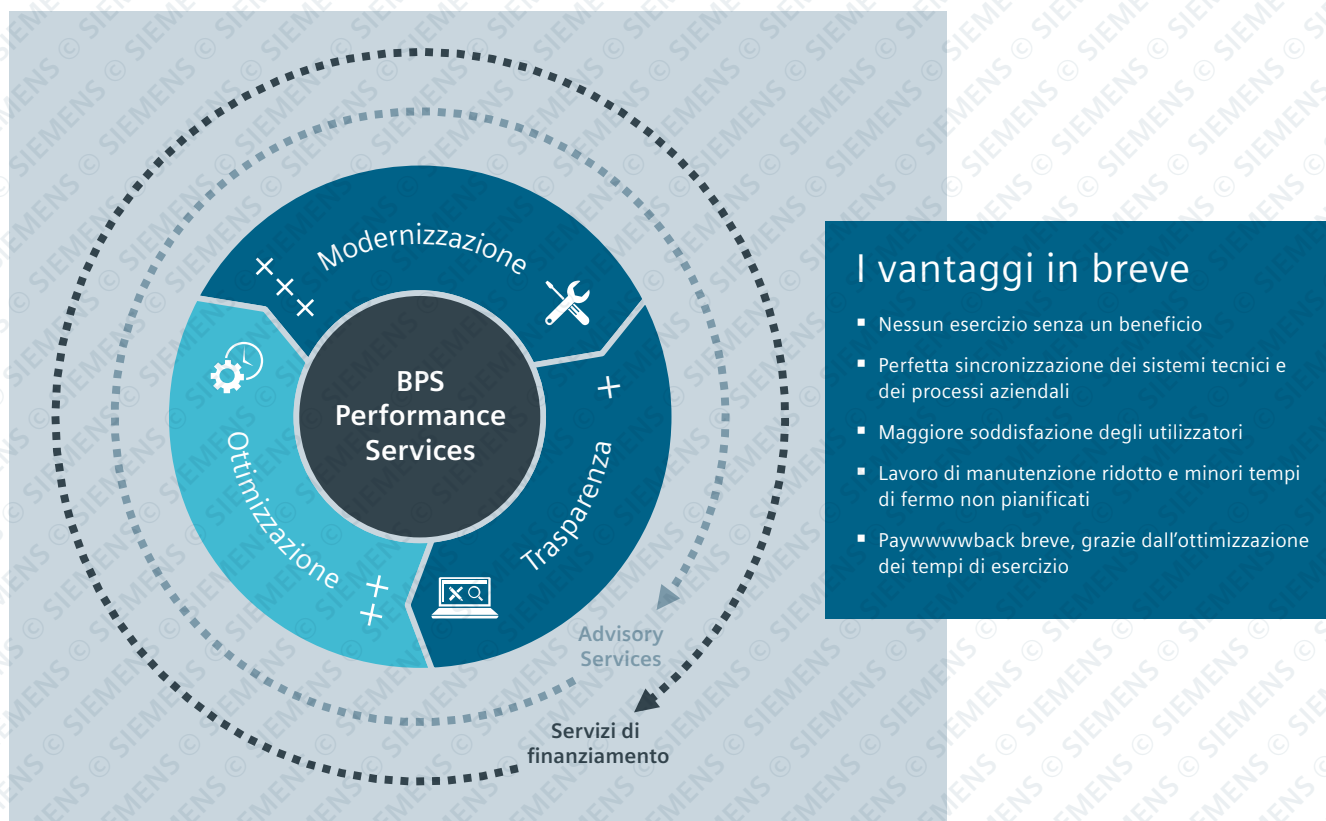 Modernizzazione
BPS
Performance
Services
Ottimizzazione
Trasparenza
Advisory
Services
Servizi di
finanziamento
I vantaggi in breve
Nessun esercizio senza un beneficio
Perfetta sincronizzazione dei sistemi tecnici e
dei processi aziendali
Maggiore soddisfazione degli utilizzatori
Lavoro di manutenzione ridotto e minori tempi
di fermo non pianificati
Paywwwwback breve, grazie dall’ottimizzazione
dei tempi di esercizio
© SIEMENS